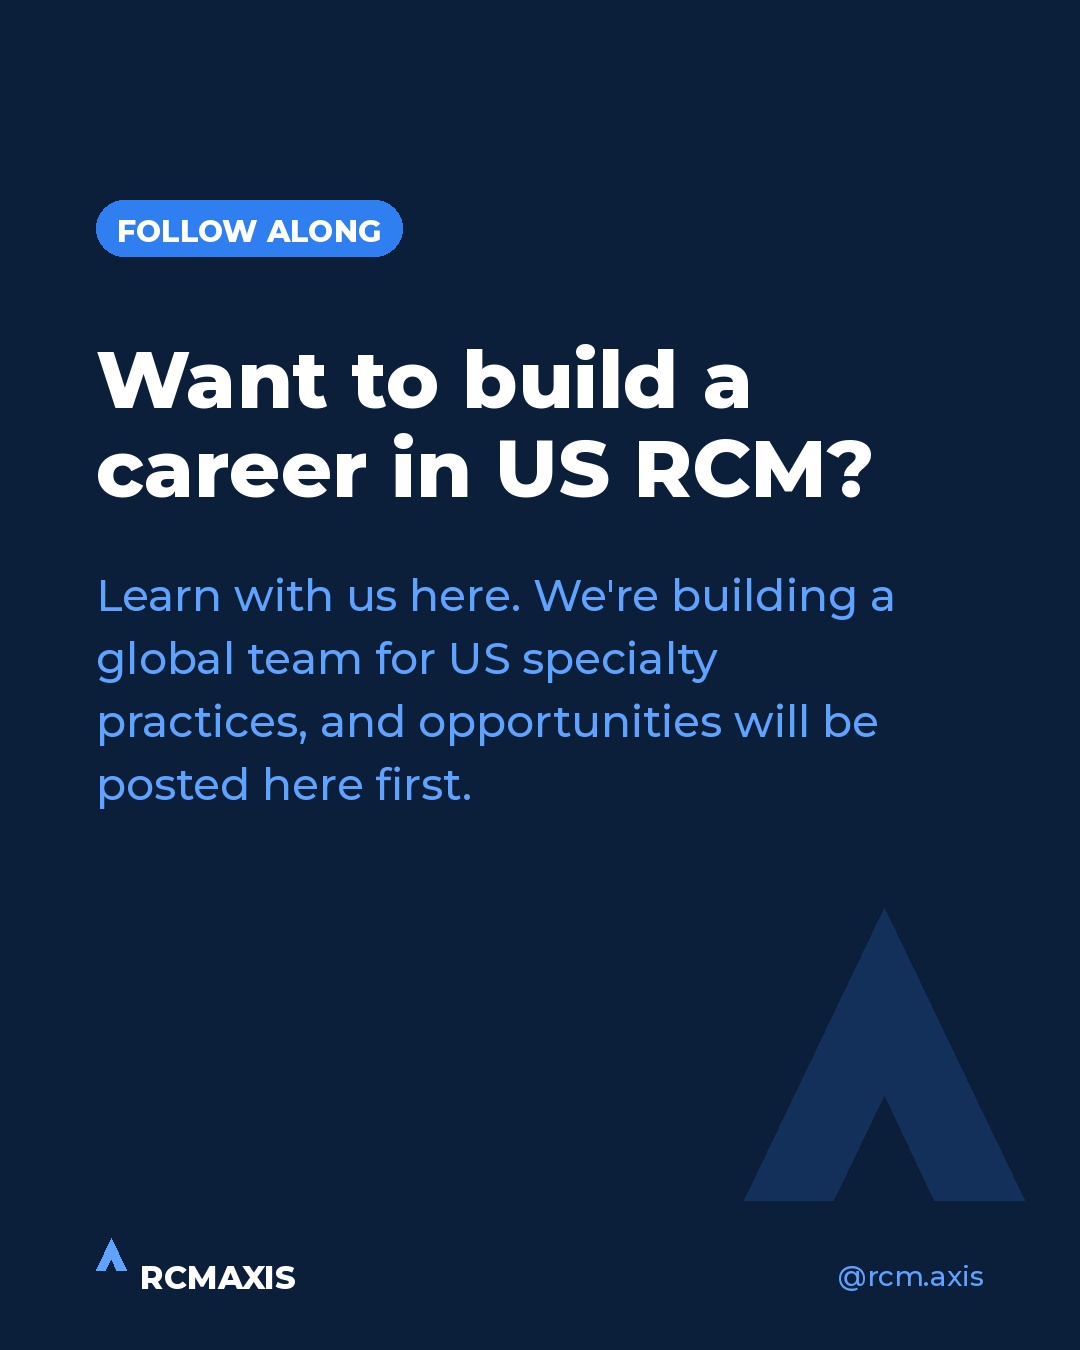 FOLLOW ALONG
Want to build a
career in US RCM?
Learn with us here. We're building a
global team for US specialty
practices, and opportunities will be
posted here first.
RCMAXIS
@rcm.axis